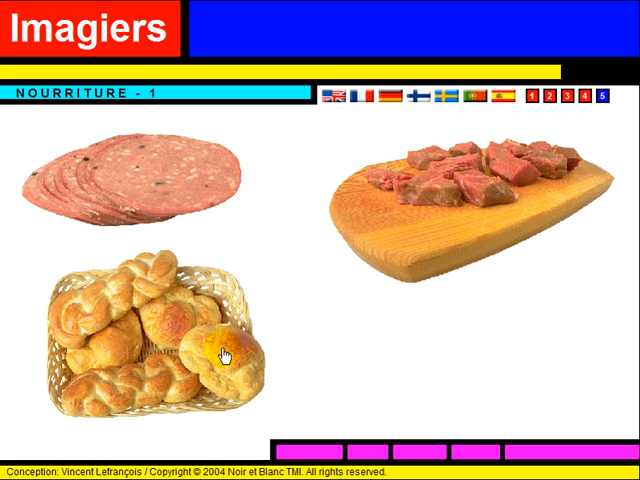 Imagiers
NOURRITURE - 1
1 2 3 4 5
Conception: Vincent Lefrançois / Copyright © 2004 Noir et Blanc TMI. All rights reserved.